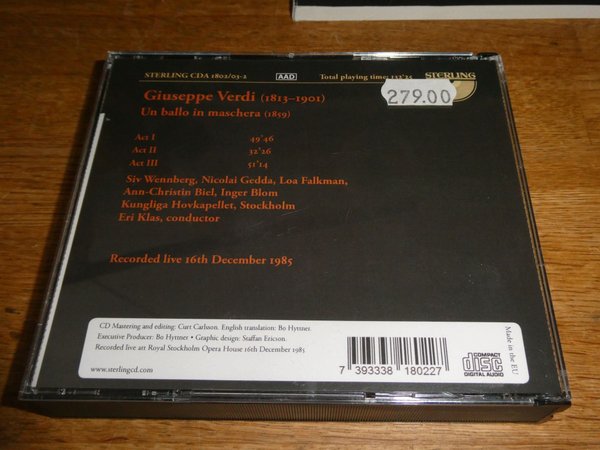 STERLING CDA 1802/03-2 AAD Total playing time: 132'25 STERLING
279.00
Giuseppe Verdi (1813–1901)
Un ballo in maschera (1859)
Act I 49'46
Act II 32'26
Act III 51'14
Siv Wennberg, Nicolai Gedda, Loa Falkman,
Ann-Christin Biel, Inger Blom
Kungliga Hovkapellet, Stockholm
Eri Klas, conductor
Recorded live 16th December 1985
CD Mastering and editing: Curt Carlsson. English translation: Bo Hyttner.
Executive Producer: Bo Hyttner • Graphic design: Staffan Ericson.
Recorded live att Royal Stockholm Opera House 16th December 1985
www.sterlingcd.com
7 393338 180227
COMPACT
disc
DIGITAL AUDIO
Made in the EU